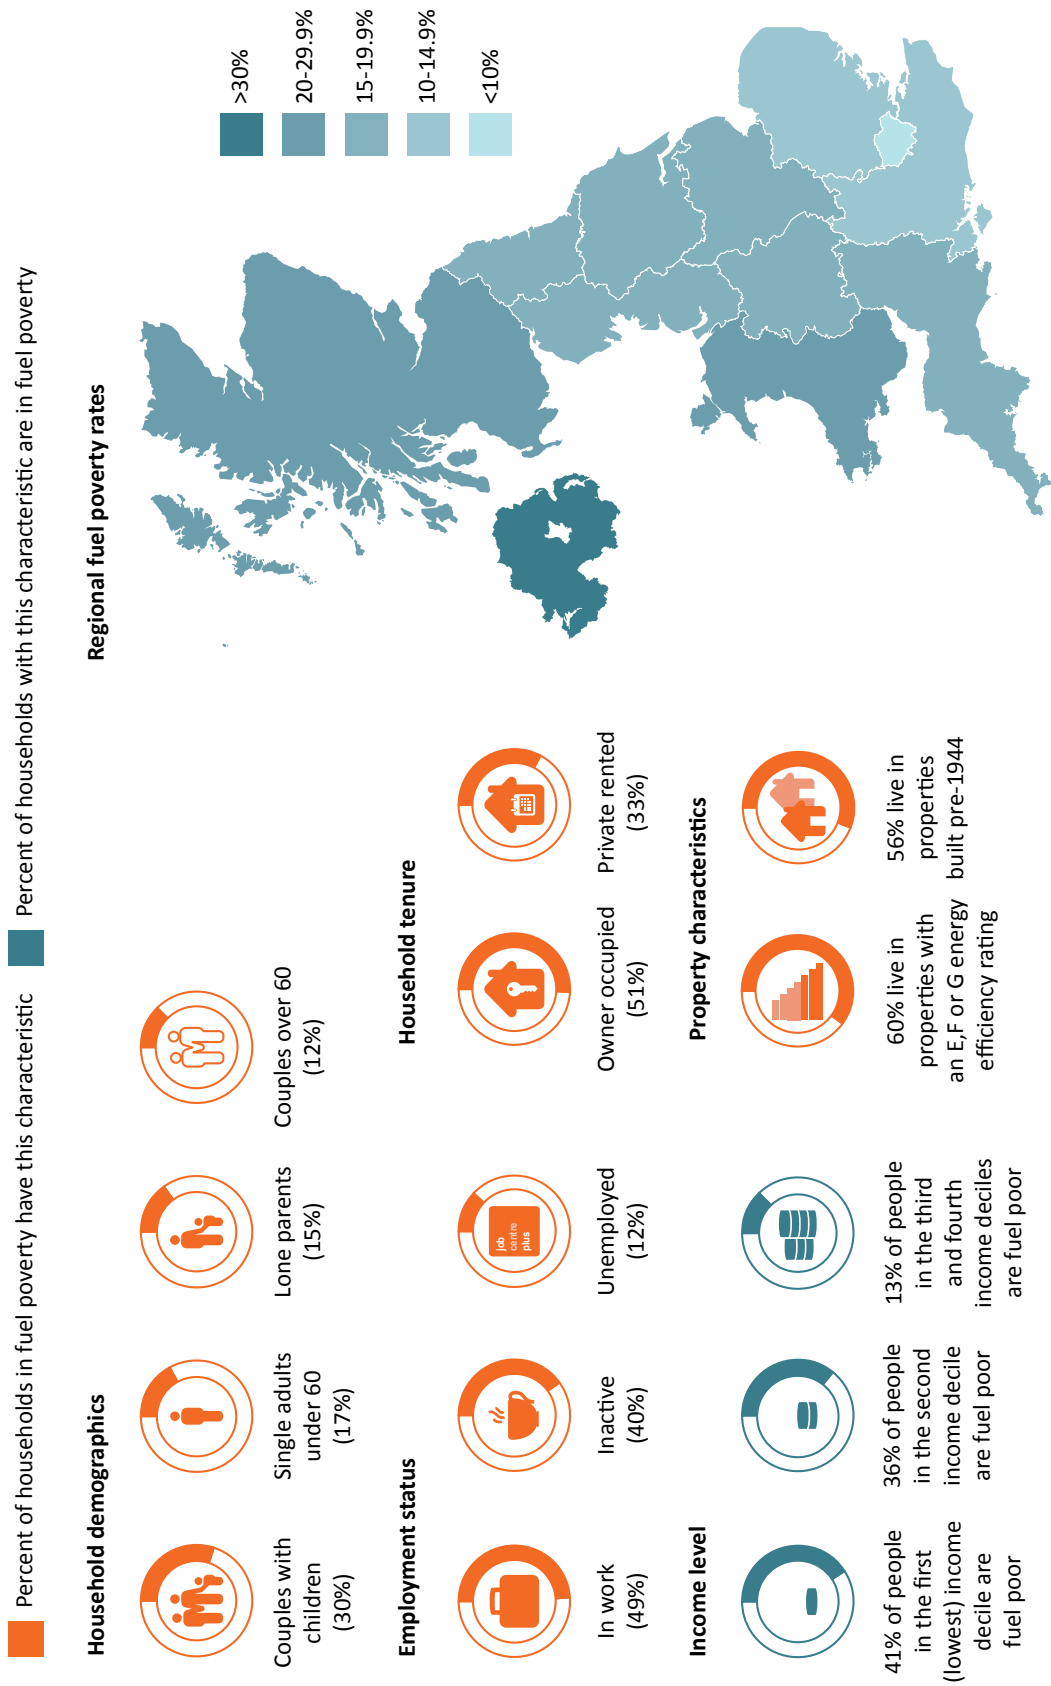 Percent of households in fuel poverty have this characteristic
Percent of households with this characteristic are in fuel poverty
Household demographics
Couples with
children
(30%)
Single adults
under 60
(17%)
Lone parents
(15%)
Couples over 60
(12%)
Employment status
In work
(49%)
Inactive
(40%)
job
centre
plus
Unemployed
(12%)
Household tenure
Owner occupied
(51%)
Private rented
(33%)
Income level
41% of people
in the first
(lowest) income
decile are
fuel poor
36% of people
in the second
income decile
are fuel poor
13% of people
in the third
and fourth
income deciles
are fuel poor
Property characteristics
60% live in
properties with
an E,F or G energy
efficiency rating
56% live in
properties
built pre-1944
Regional fuel poverty rates
>30%
20-29.9%
15-19.9%
10-14.9%
<10%